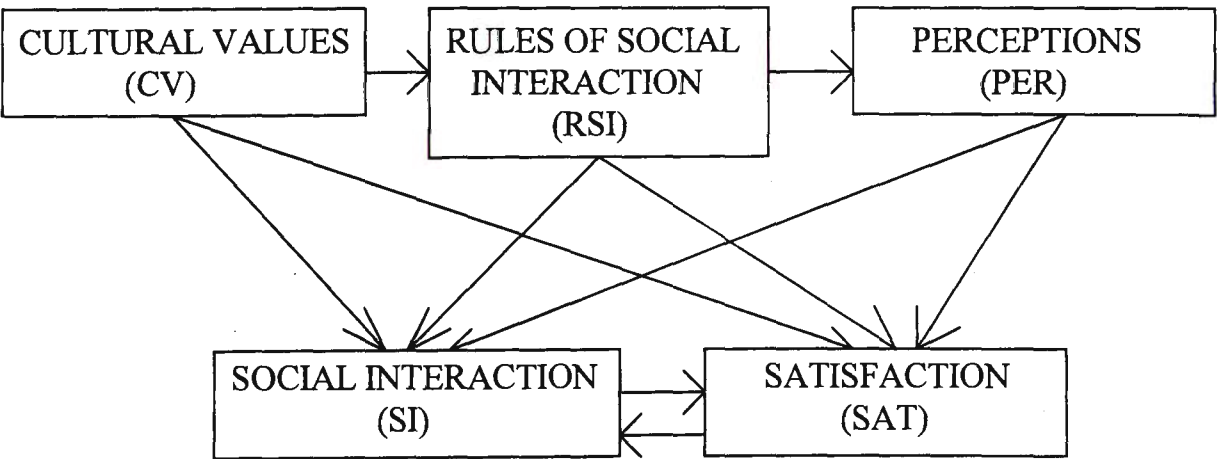 CULTURAL VALUES
(CV)
RULES OF SOCIAL
INTERACTION
(RSI)
PERCEPTIONS
(PER)
SOCIAL INTERACTION
(SI)
SATISFACTION
(SAT)